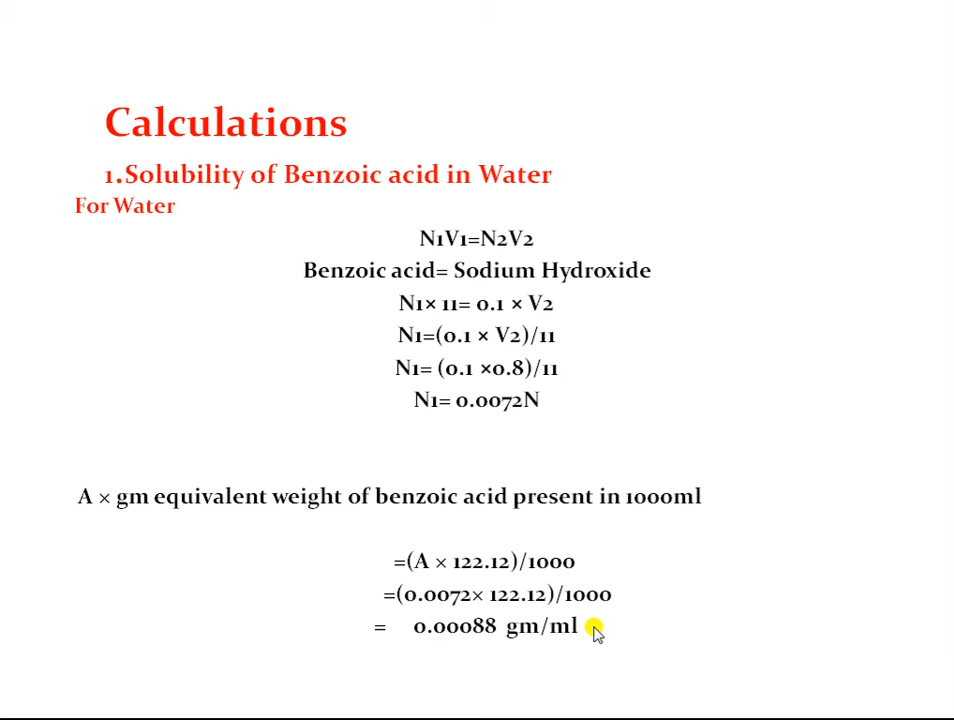 Calculations
1.Solubility of Benzoic acid in Water
For Water
N1V1=N2V2
Benzoic acid= Sodium Hydroxide
N1× 11= 0.1 × V2
N1=(0.1 × V2)/11
N1= (0.1 ×0.8)/11
N1= 0.0072N
A × gm equivalent weight of benzoic acid present in 1000ml
=(A × 122.12)/1000
=(0.0072× 122.12)/1000
= 0.00088 gm/ml